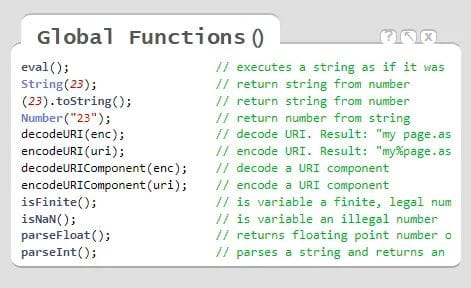 Global Functions()
? ↖ x
eval(); // executes a string as if it was
String(23); // return string from number
(23).toString(); // return string from number
Number("23"); // return number from string
decodeURI(enc); // decode URI. Result: "my page.as
encodeURI(uri); // encode URI. Result: "my%page.as
decodeURIComponent(enc); // decode a URI component
encodeURIComponent(uri); // encode a URI component
isFinite(); // is variable a finite, legal num
isNaN(); // is variable an illegal number
parseFloat(); // returns floating point number o
parseInt(); // parses a string and returns an